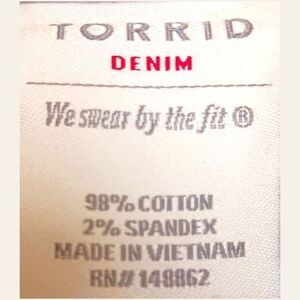 TORRID
DENIM
We swear by the fit ®
98% COTTON
2% SPANDEX
MADE IN VIETNAM
RN# 148862